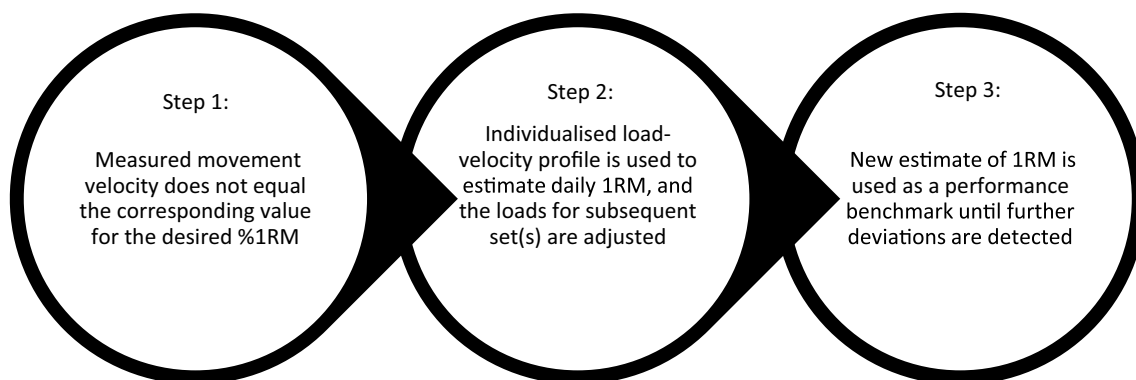 Step 1:
Measured movement
velocity does not equal
the corresponding value
for the desired %1RM
Step 2:
Individualised load-
velocity profile is used to
estimate daily 1RM, and
the loads for subsequent
set(s) are adjusted
Step 3:
New estimate of 1RM is
used as a performance
benchmark until further
deviations are detected